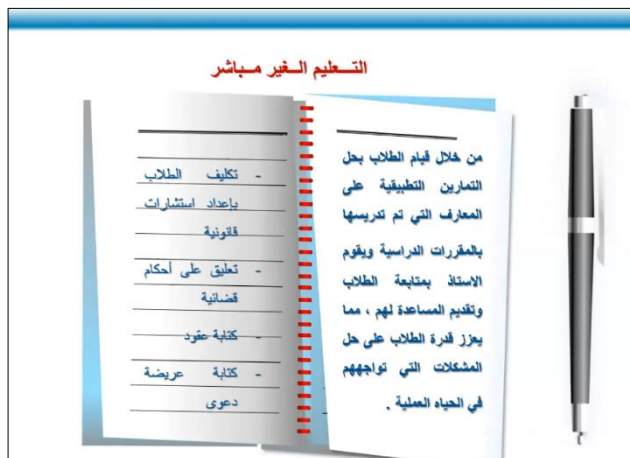 التـــعليم الــغير مــباشر
من خلال قيام الطلاب بحل
التمارين التطبيقية على
المعارف التي تم تدريسها
بالمقررات الدراسية ويقوم
الاستاذ بمتابعة الطلاب
وتقديم المساعدة لهم ، مما
يعزز قدرة الطلاب على حل
المشكلات التي تواجههم
في الحياه العملية .
- تكليف الطلاب
بإعداد استشارات
قانونية
- تعليق على أحكام
قضائية
- كتابة عقود
- كتابة عريضة
دعوى